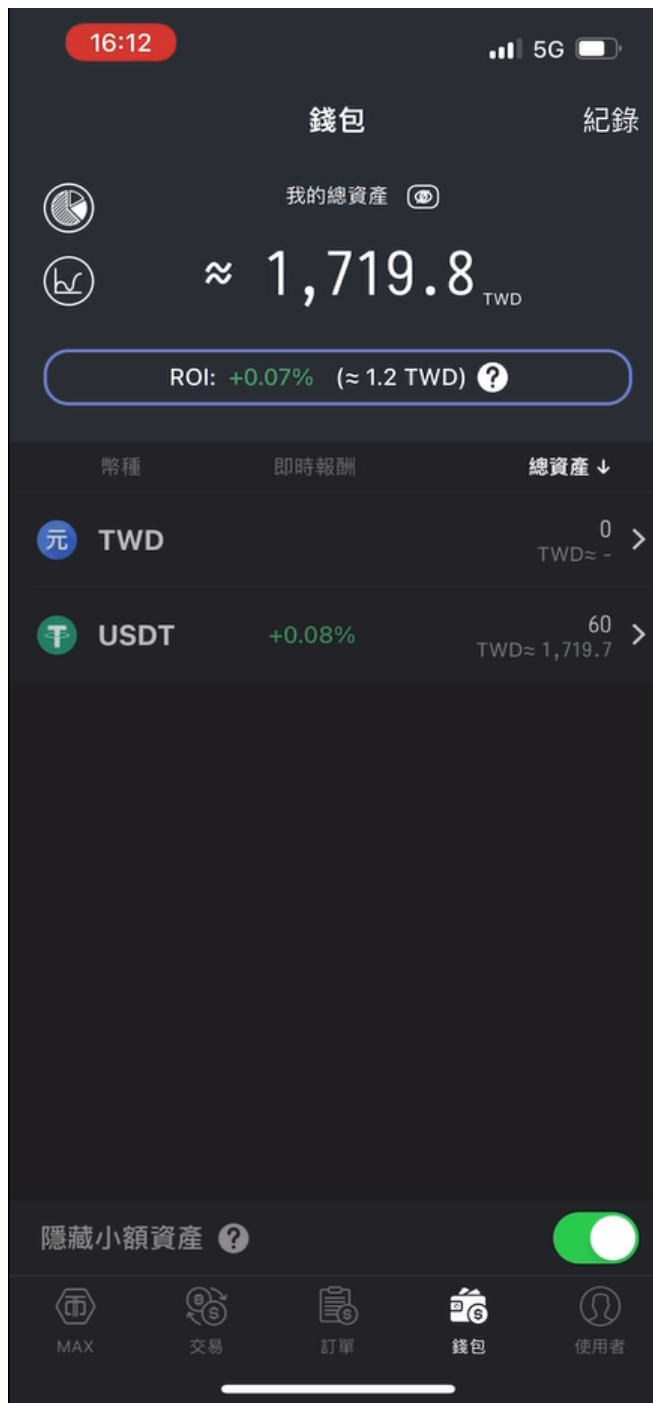 16:12 5G
錢包 紀錄
我的總資產
≈ 1,719.8 TWD
ROI: +0.07% (≈ 1.2 TWD) ?
幣種 即時報酬 總資產 ↓
元 TWD 0
TWD≈ -
USDT +0.08% 60
TWD≈ 1,719.7
隱藏小額資產 ?
MAX 交易 訂單 錢包 使用者